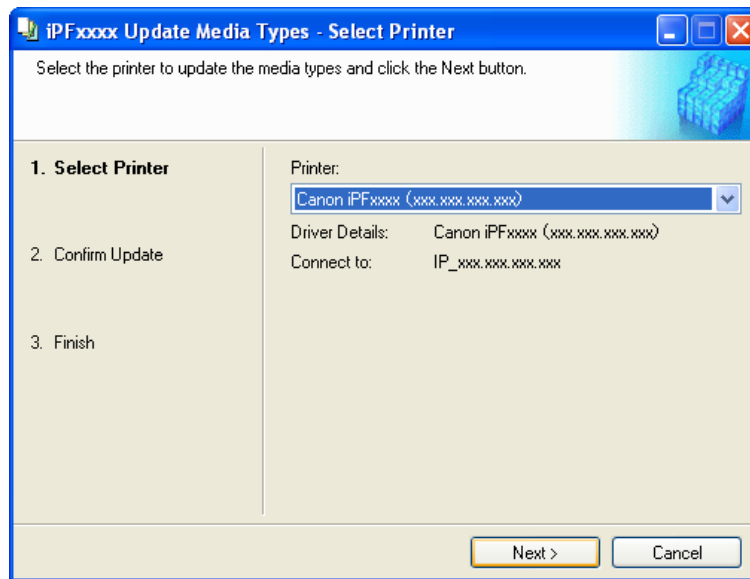 iPFxxxx Update Media Types - Select Printer
Select the printer to update the media types and click the Next button.
1. Select Printer
2. Confirm Update
3. Finish
Printer:
Canon iPFxxxx (xxx.xxx.xxx.xxx)
Driver Details: Canon iPFxxxx (xxx.xxx.xxx.xxx)
Connect to: IP_xxx.xxx.xxx.xxx
Next >
Cancel